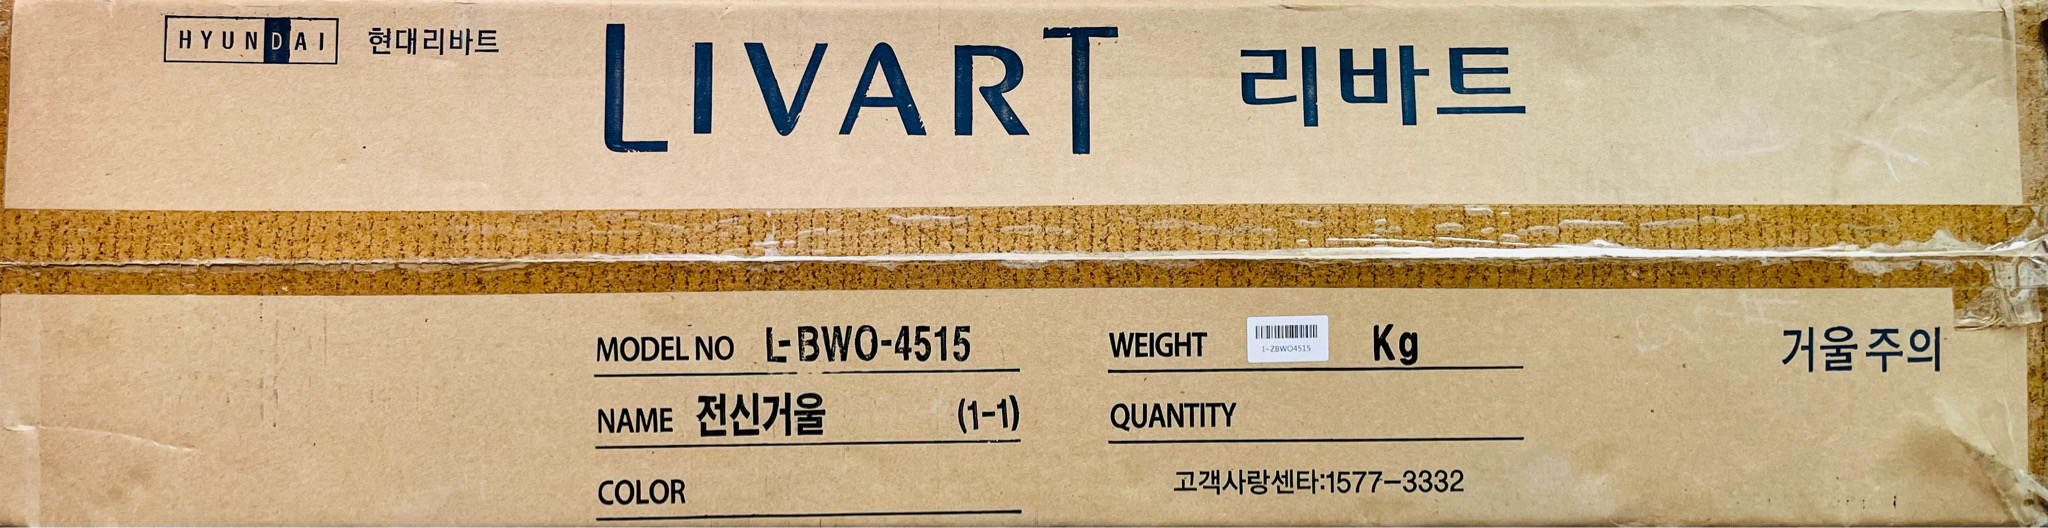 HYUNDAI 현대리바트 LIVART 리바트
MODEL NO L-BWO-4515 WEIGHT Kg 거울주의
I-ZBWO4515
NAME 전신거울 (1-1) QUANTITY
COLOR 고객사랑센타:1577-3332